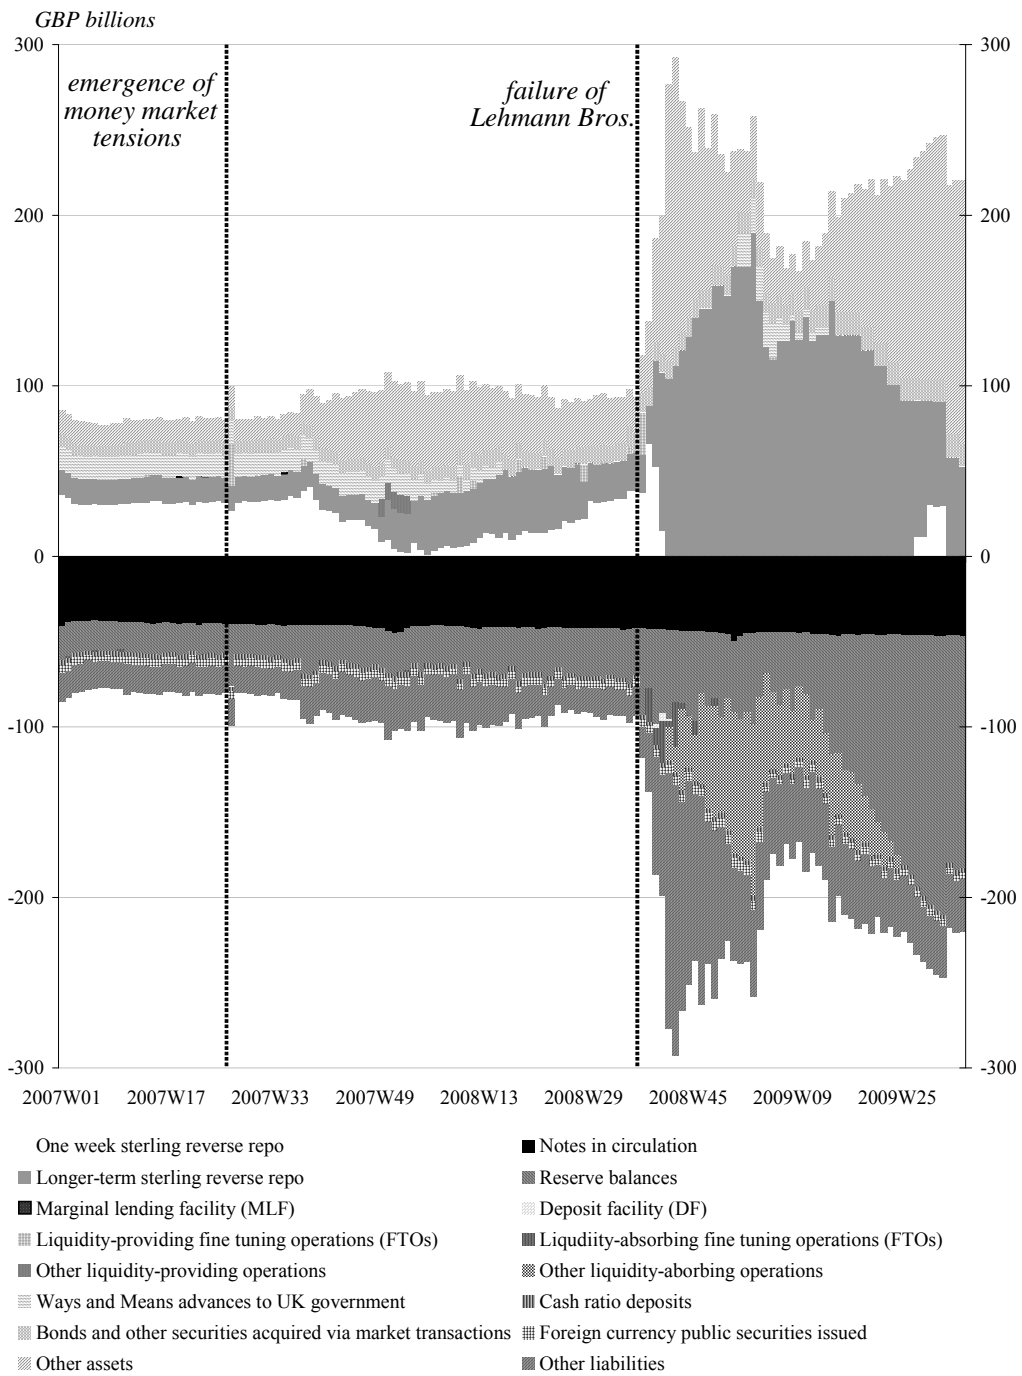 GBP billions
300 300
emergence of
money market
tensions
failure of
Lehmann Bros.
200 200
100 100
0 0
-100 -100
-200 -200
-300 -300
2007W01 2007W17 2007W33 2007W49 2008W13 2008W29 2008W45 2009W09 2009W25
One week sterling reverse repo Notes in circulation
Longer-term sterling reverse repo Reserve balances
Marginal lending facility (MLF) Deposit facility (DF)
Liquidity-providing fine tuning operations (FTOs) Liqudiity-absorbing fine tuning operations (FTOs)
Other liquidity-providing operations Other liquidity-aborbing operations
Ways and Means advances to UK government Cash ratio deposits
Bonds and other securities acquired via market transactions Foreign currency public securities issued
Other assets Other liabilities